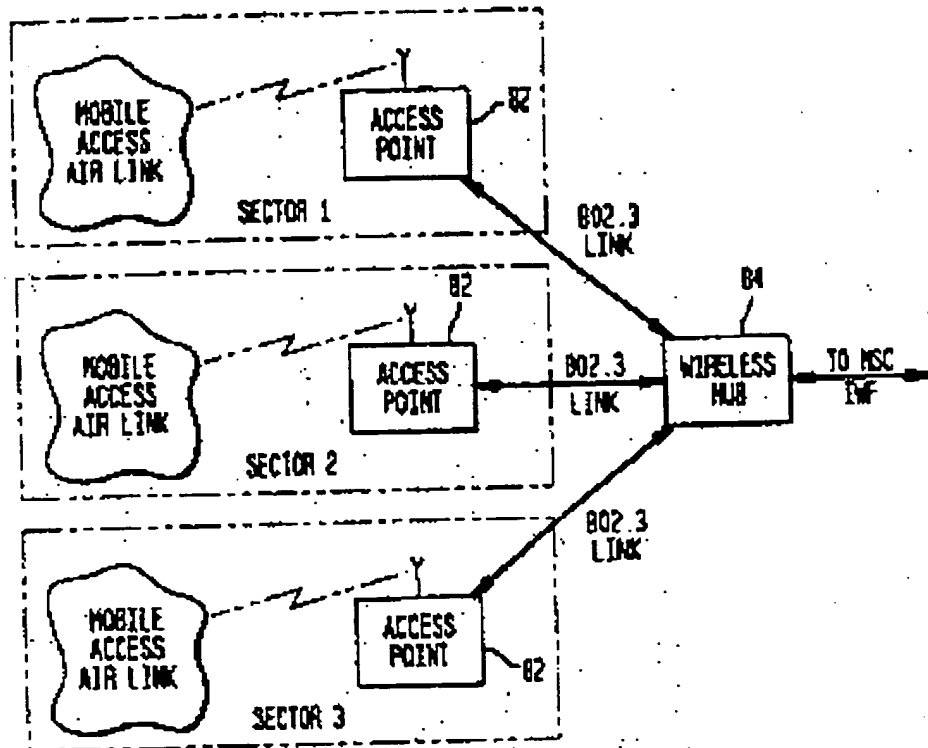 MOBILE
ACCESS
AIR LINK
ACCESS
POINT
82
SECTOR 1
802.3
LINK
MOBILE
ACCESS
AIR LINK
ACCESS
POINT
82
SECTOR 2
802.3
LINK
84
WIRELESS
HUB
TO MSC
IWF
802.3
LINK
MOBILE
ACCESS
AIR LINK
ACCESS
POINT
82
SECTOR 3